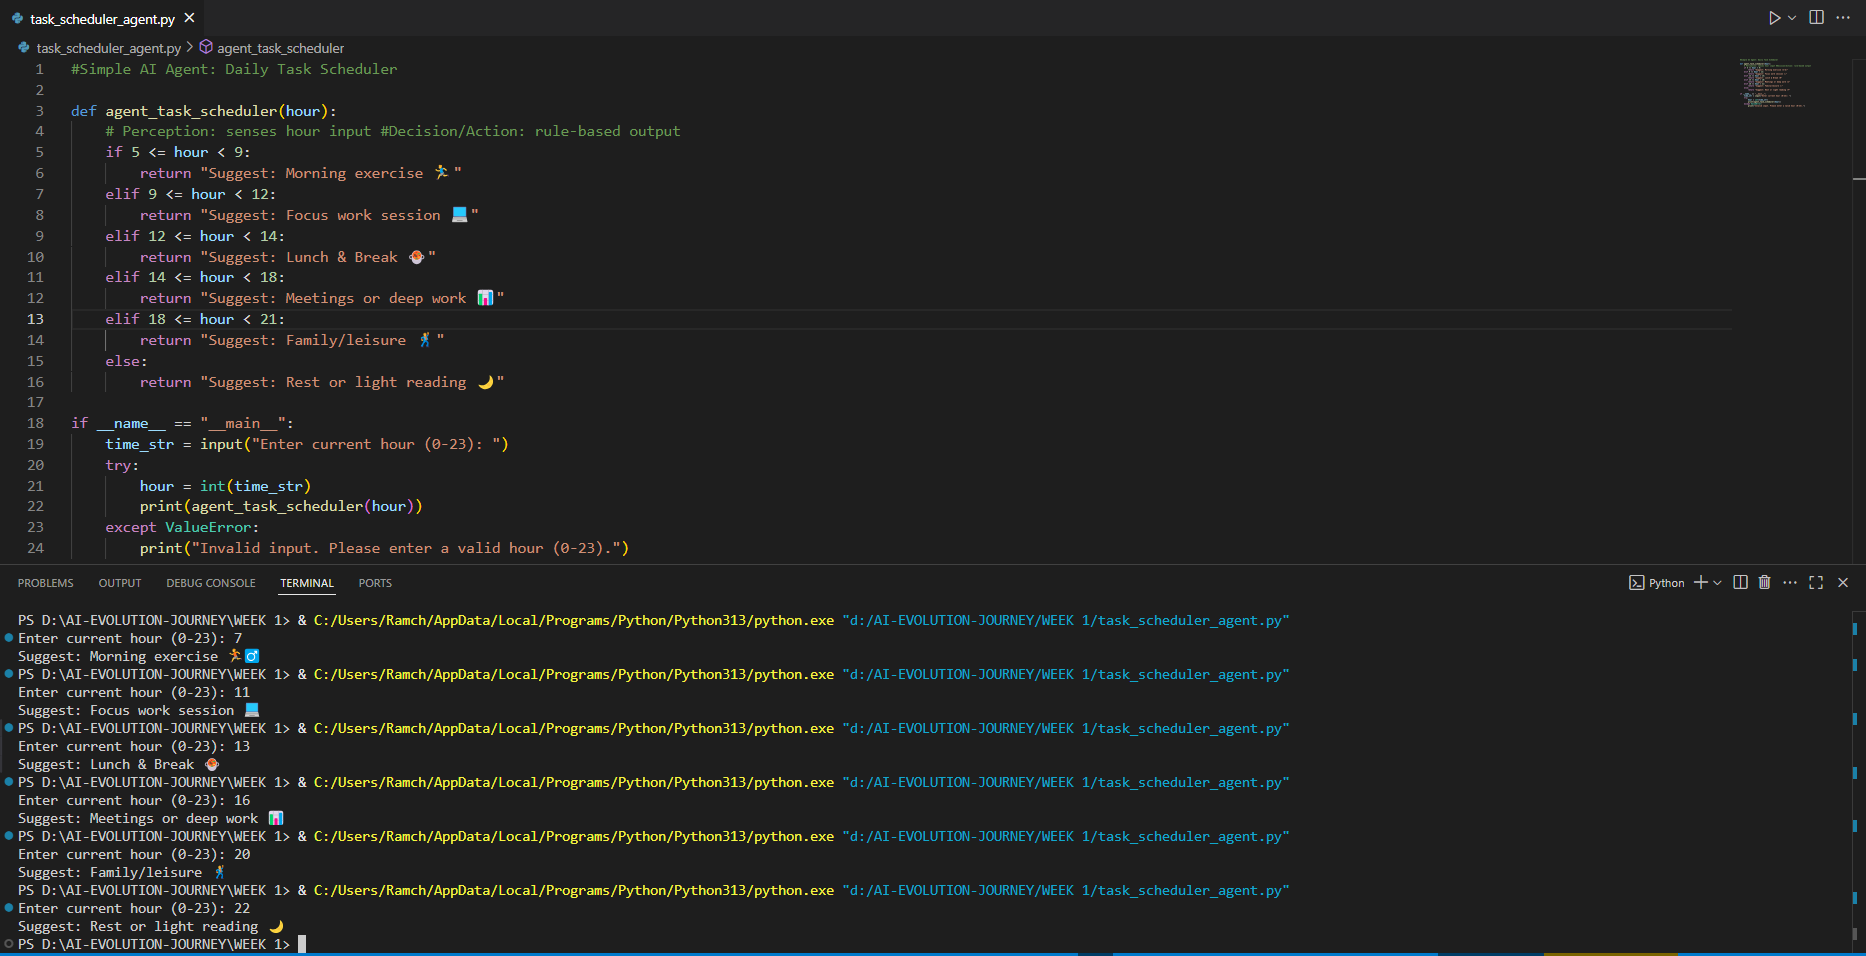 task_scheduler_agent.py
task_scheduler_agent.py > agent_task_scheduler
1 #Simple AI Agent: Daily Task Scheduler
2
3 def agent_task_scheduler(hour):
4     # Perception: senses hour input #Decision/Action: rule-based output
5     if 5 <= hour < 9:
6         return "Suggest: Morning exercise 🏃‍♂️"
7     elif 9 <= hour < 12:
8         return "Suggest: Focus work session 💻"
9     elif 12 <= hour < 14:
10         return "Suggest: Lunch & Break 🍲"
11     elif 14 <= hour < 18:
12         return "Suggest: Meetings or deep work 📊"
13     elif 18 <= hour < 21:
14         return "Suggest: Family/leisure 🚶"
15     else:
16         return "Suggest: Rest or light reading 🌙"
17
18 if __name__ == "__main__":
19     time_str = input("Enter current hour (0-23): ")
20     try:
21         hour = int(time_str)
22         print(agent_task_scheduler(hour))
23     except ValueError:
24         print("Invalid input. Please enter a valid hour (0-23).")
PROBLEMS OUTPUT DEBUG CONSOLE TERMINAL PORTS Python
PS D:\AI-EVOLUTION-JOURNEY\WEEK 1> & C:/Users/Ramch/AppData/Local/Programs/Python/Python313/python.exe "d:/AI-EVOLUTION-JOURNEY/WEEK 1/task_scheduler_agent.py"
Enter current hour (0-23): 7
Suggest: Morning exercise 🏃♂️
PS D:\AI-EVOLUTION-JOURNEY\WEEK 1> & C:/Users/Ramch/AppData/Local/Programs/Python/Python313/python.exe "d:/AI-EVOLUTION-JOURNEY/WEEK 1/task_scheduler_agent.py"
Enter current hour (0-23): 11
Suggest: Focus work session 💻
PS D:\AI-EVOLUTION-JOURNEY\WEEK 1> & C:/Users/Ramch/AppData/Local/Programs/Python/Python313/python.exe "d:/AI-EVOLUTION-JOURNEY/WEEK 1/task_scheduler_agent.py"
Enter current hour (0-23): 13
Suggest: Lunch & Break 🍲
PS D:\AI-EVOLUTION-JOURNEY\WEEK 1> & C:/Users/Ramch/AppData/Local/Programs/Python/Python313/python.exe "d:/AI-EVOLUTION-JOURNEY/WEEK 1/task_scheduler_agent.py"
Enter current hour (0-23): 16
Suggest: Meetings or deep work 📊
PS D:\AI-EVOLUTION-JOURNEY\WEEK 1> & C:/Users/Ramch/AppData/Local/Programs/Python/Python313/python.exe "d:/AI-EVOLUTION-JOURNEY/WEEK 1/task_scheduler_agent.py"
Enter current hour (0-23): 20
Suggest: Family/leisure 🚶
PS D:\AI-EVOLUTION-JOURNEY\WEEK 1> & C:/Users/Ramch/AppData/Local/Programs/Python/Python313/python.exe "d:/AI-EVOLUTION-JOURNEY/WEEK 1/task_scheduler_agent.py"
Enter current hour (0-23): 22
Suggest: Rest or light reading 🌙
PS D:\AI-EVOLUTION-JOURNEY\WEEK 1>